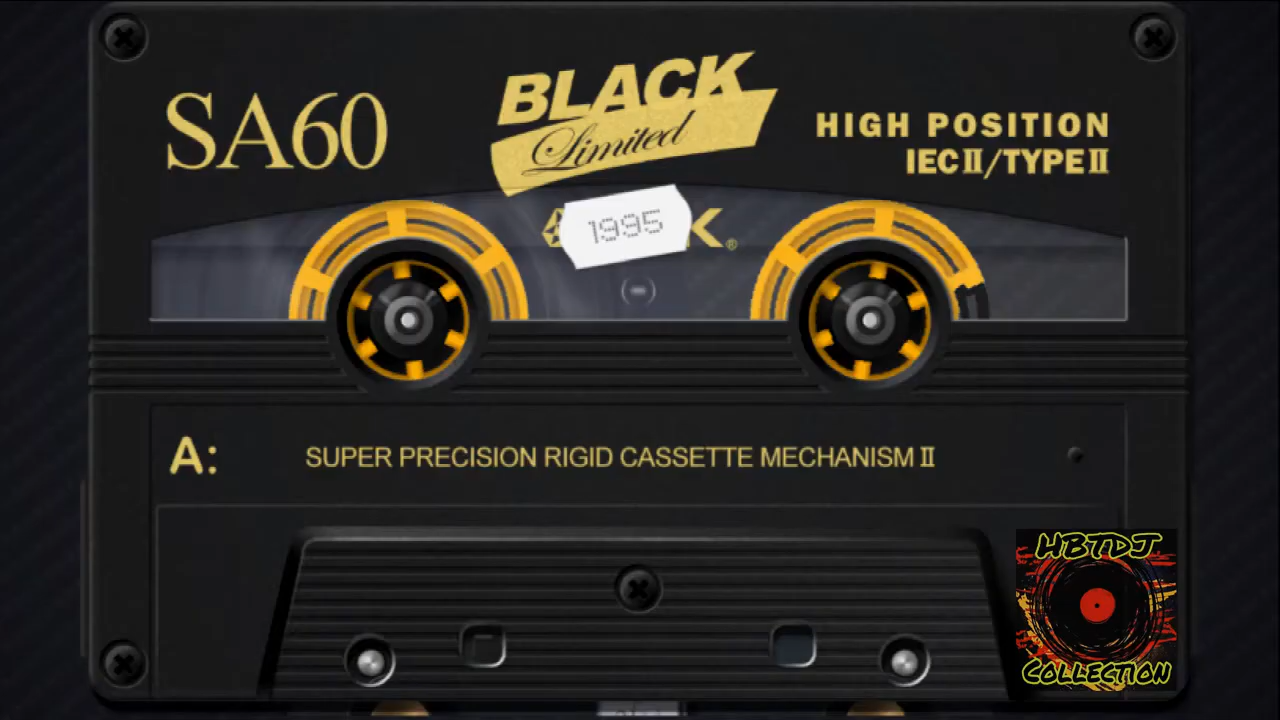 SA60
BLACK
Limited
HIGH POSITION
IECⅡ/TYPEⅡ
1995
K®
A:
SUPER PRECISION RIGID CASSETTE MECHANISM Ⅱ
HBTDJ
COLLECTION